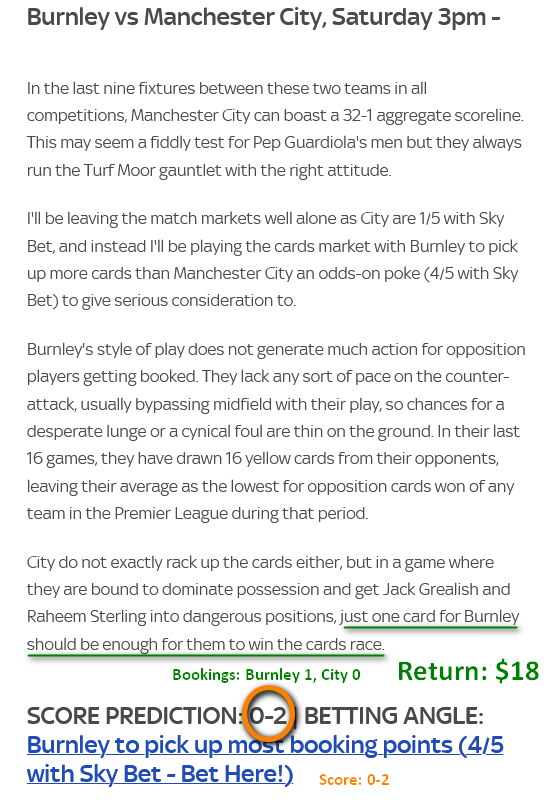 Burnley vs Manchester City, Saturday 3pm -
In the last nine fixtures between these two teams in all
competitions, Manchester City can boast a 32-1 aggregate scoreline.
This may seem a fiddly test for Pep Guardiola's men but they always
run the Turf Moor gauntlet with the right attitude.
I'll be leaving the match markets well alone as City are 1/5 with Sky
Bet, and instead I'll be playing the cards market with Burnley to pick
up more cards than Manchester City an odds-on poke (4/5 with Sky
Bet) to give serious consideration to.
Burnley's style of play does not generate much action for opposition
players getting booked. They lack any sort of pace on the counter-
attack, usually bypassing midfield with their play, so chances for a
desperate lunge or a cynical foul are thin on the ground. In their last
16 games, they have drawn 16 yellow cards from their opponents,
leaving their average as the lowest for opposition cards won of any
team in the Premier League during that period.
City do not exactly rack up the cards either, but in a game where
they are bound to dominate possession and get Jack Grealish and
Raheem Sterling into dangerous positions, just one card for Burnley
should be enough for them to win the cards race.
Bookings: Burnley 1, City 0
Return: $18
SCORE PREDICTION: 0-2 | BETTING ANGLE:
Burnley to pick up most booking points (4/5
with Sky Bet - Bet Here!)
Score: 0-2